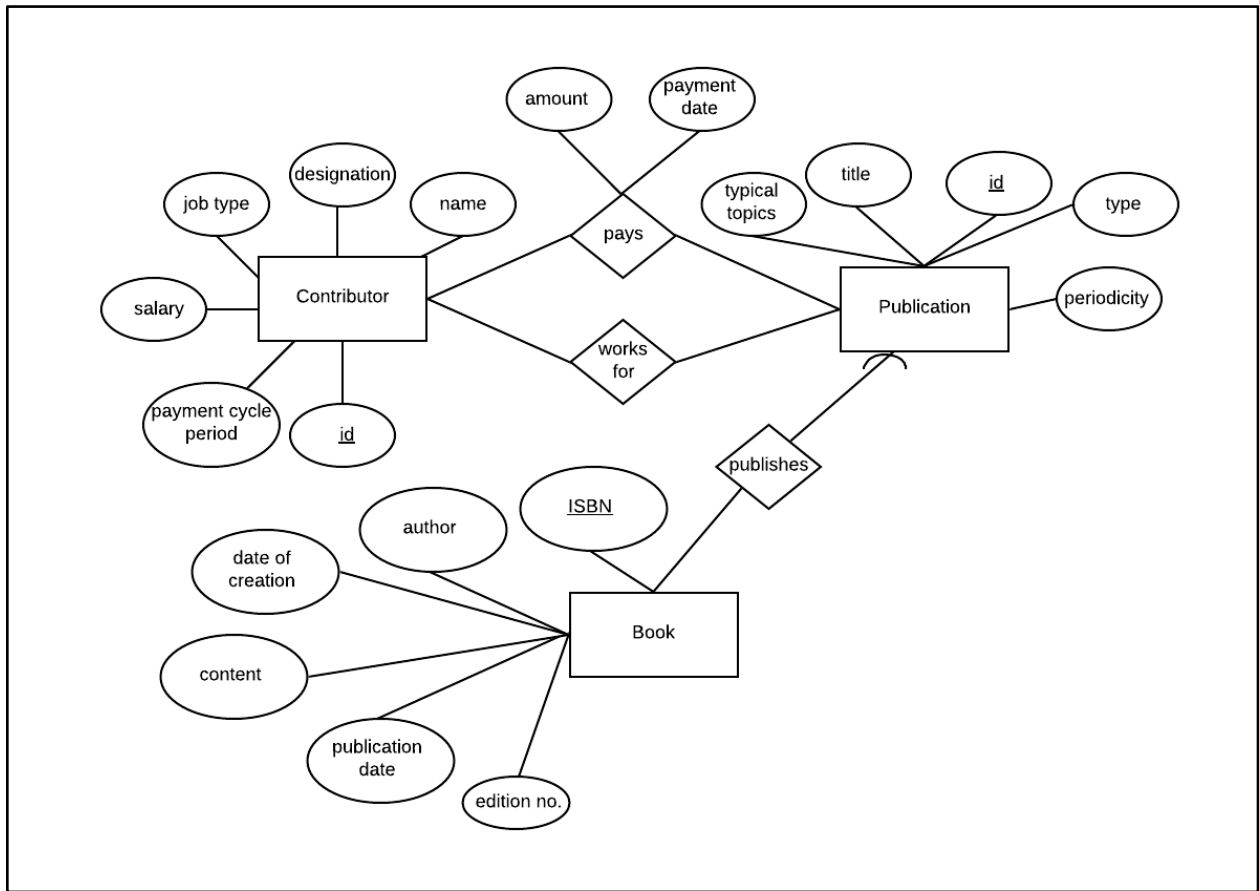 amount
payment
date
designation
job type
name
typical
topics
title
id
type
pays
Contributor
Publication
salary
periodicity
works
for
payment cycle
period
id
publishes
ISBN
author
date of
creation
Book
content
publication
date
edition no.